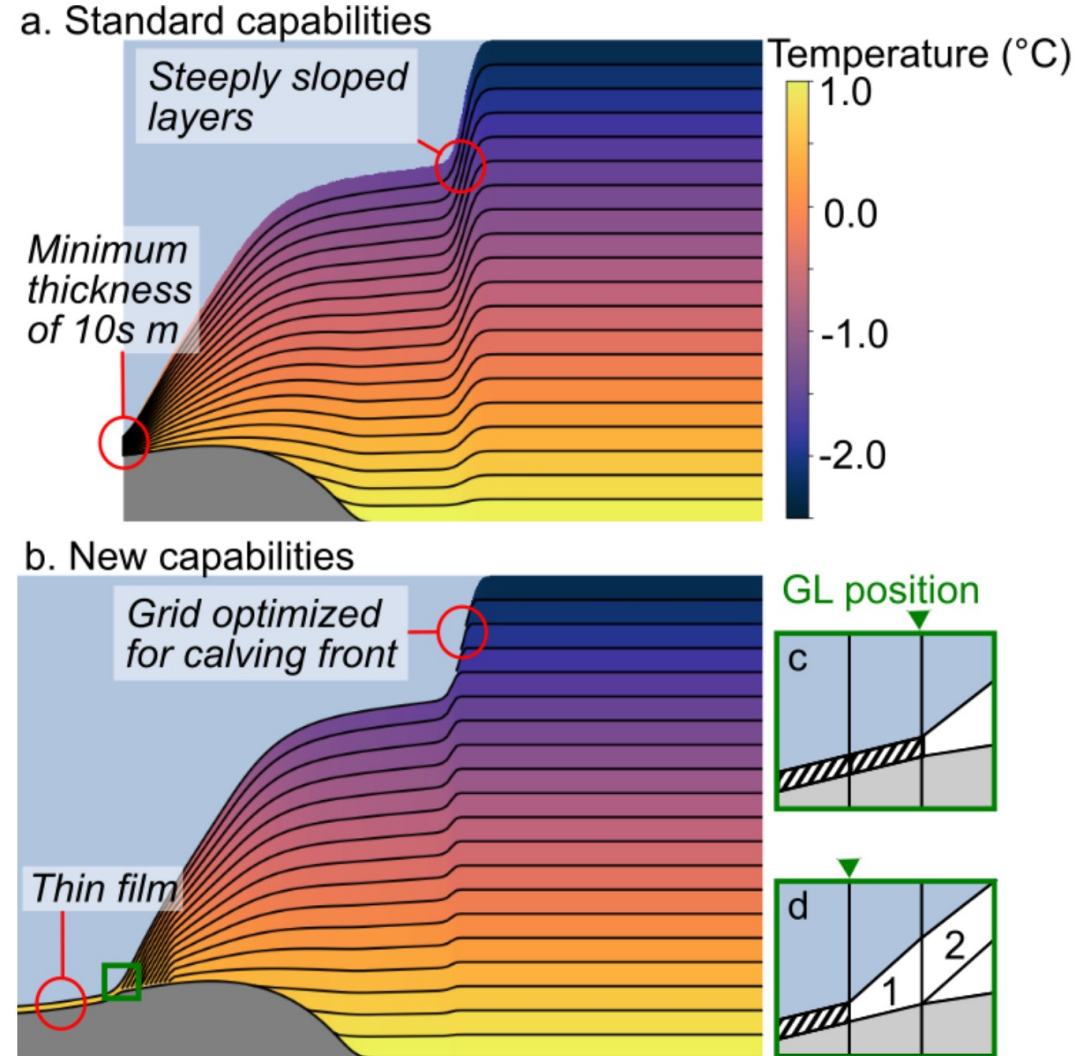 a. Standard capabilities
Steeply sloped
layers
Minimum
thickness
of 10s m
Temperature (°C)
1.0
0.0
-1.0
-2.0
b. New capabilities
Grid optimized
for calving front
Thin film
GL position
c
d
1
2